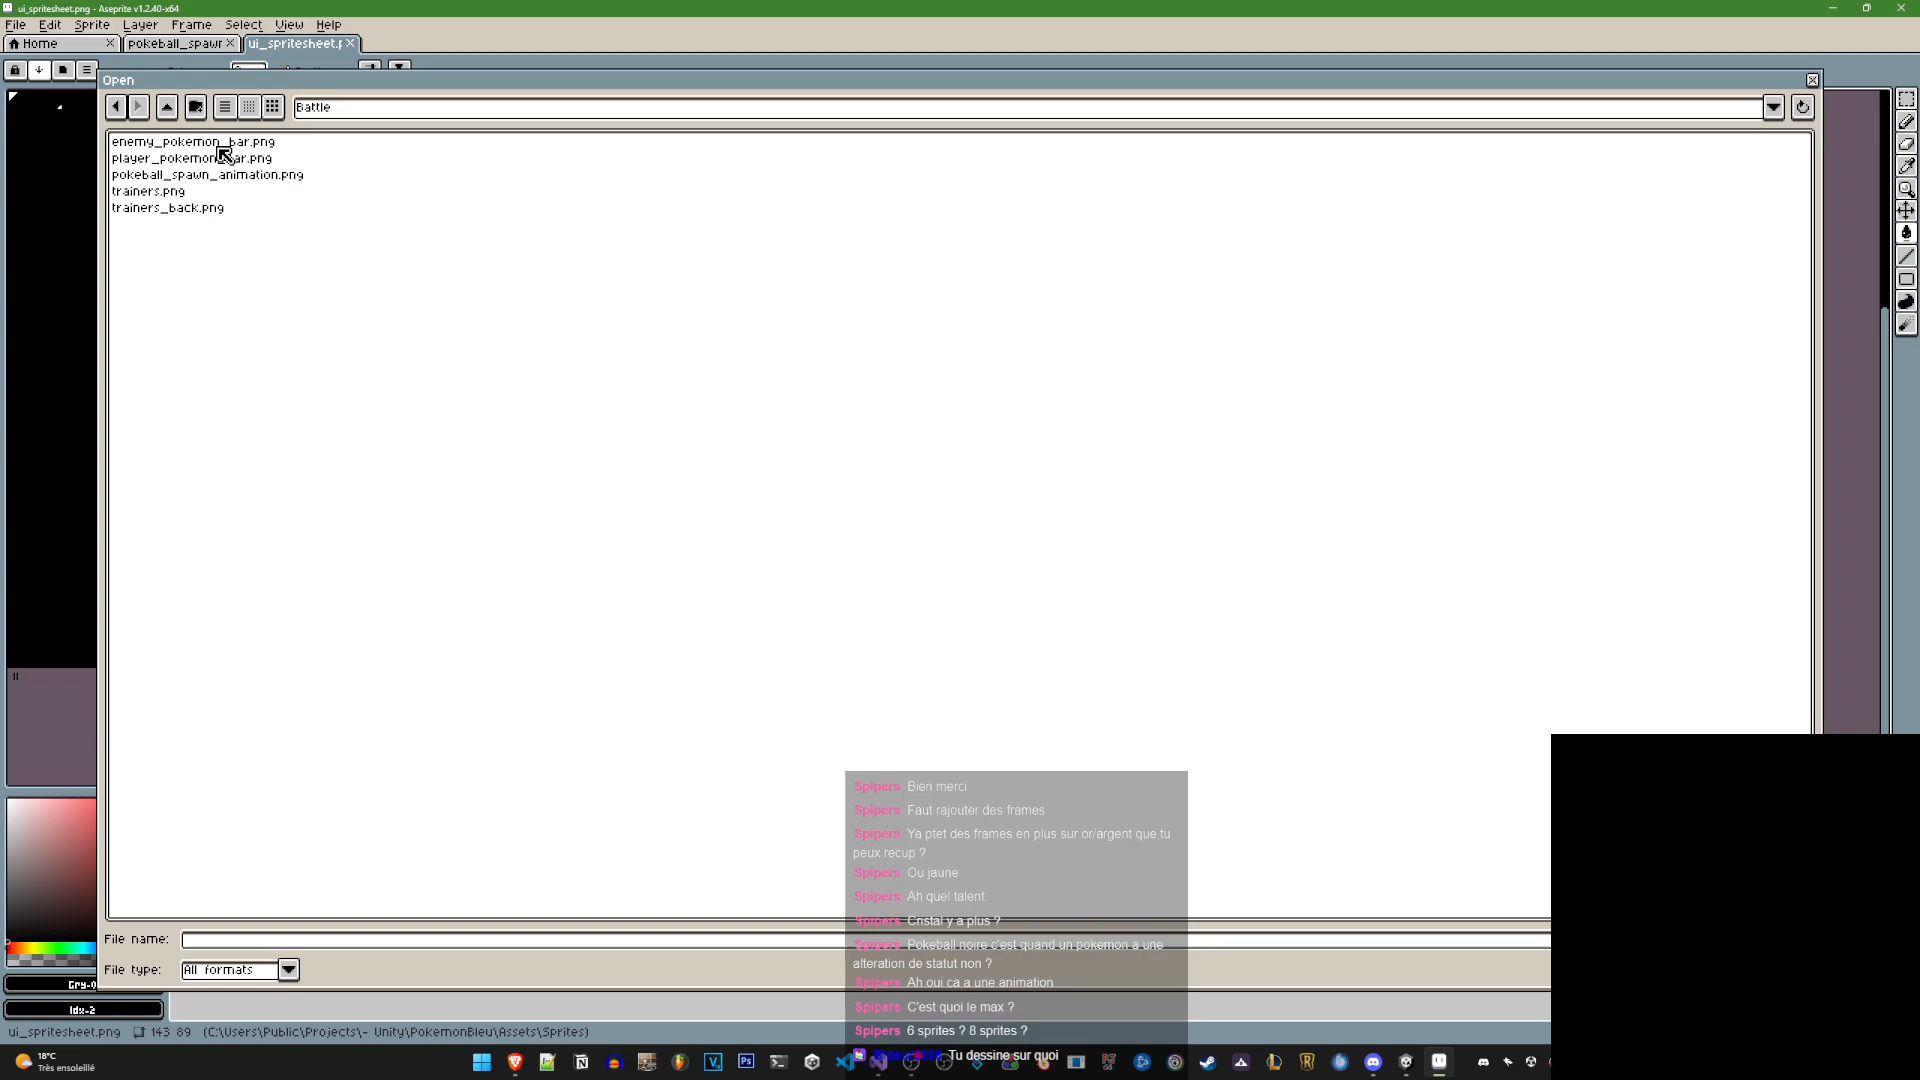 ui_spritesheet.png - Aseprite v1.2.40-x64
File Edit Sprite Layer Frame Select View Help
Home
pokeball_spawr
ui_spritesheet.p
Open
Battle
enemy_pokemon_bar.png
player_pokemon_bar.png
pokeball_spawn_animation.png
trainers.png
trainers_back.png
Spipers Bien merci
Spipers Faut rajouter des frames
Spipers Ya ptet des frames en plus sur or/argent que tu
peux recup ?
Spipers Ou jaune
Spipers Ah quel talent
Spipers Cristal y a plus ?
Spipers Pokeball noire c'est quand un pokemon a une
alteration de statut non ?
Spipers Ah oui ca a une animation
Spipers C'est quoi le max ?
Spipers 6 sprites ? 8 sprites ?
Tu dessine sur quoi
File name:
File type: All formats
Idx-2
ui_spritesheet.png 143 89 (C:\Users\Public\Projects\- Unity\PokemonBleu\Assets\Sprites)
18°C
Très ensoleillé